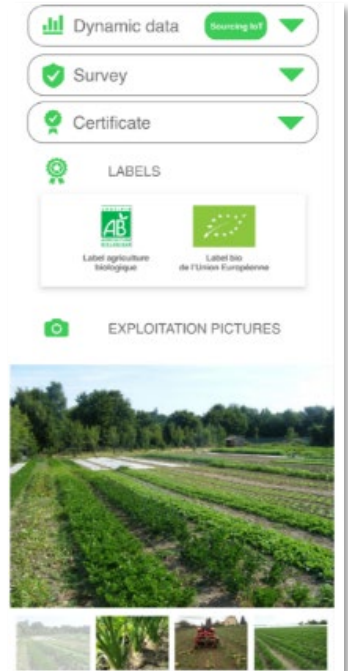 Dynamic data
Sourcing IoT
Survey
Certificate
LABELS
AB
Label agriculture
biologique
Label bio
de l'Union Européenne
EXPLOITATION PICTURES